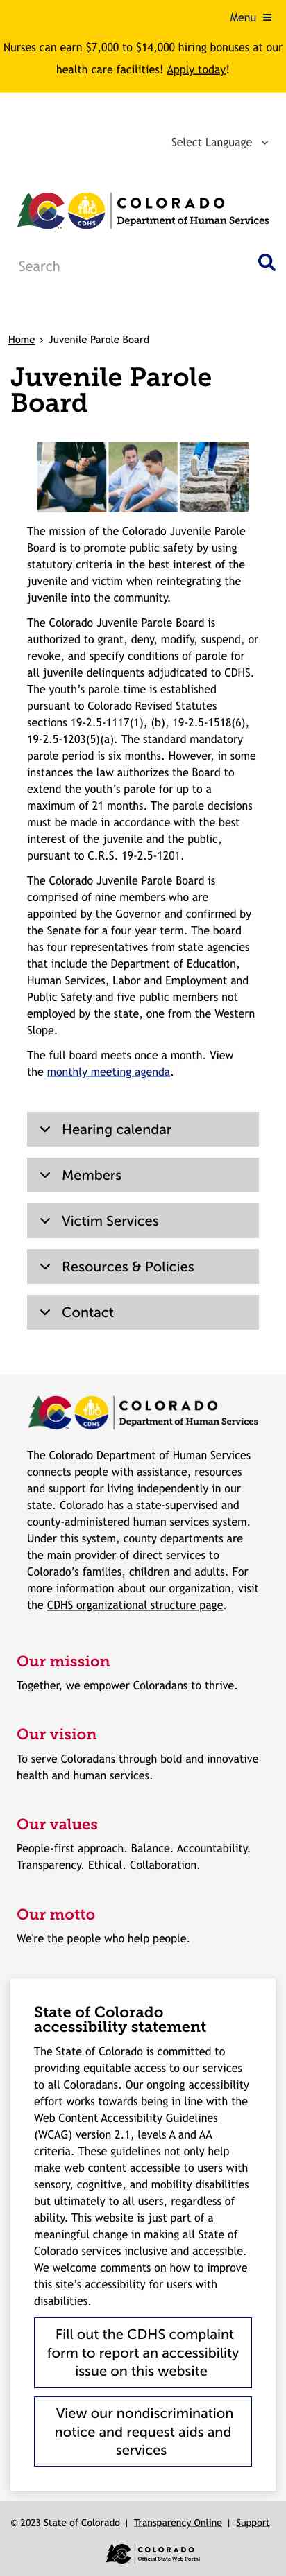 Menu ≡
Nurses can earn $7,000 to $14,000 hiring bonuses at our
health care facilities! Apply today!
Select Language
COLORADO
CDHS
Department of Human Services
Search
Home › Juvenile Parole Board
Juvenile Parole
Board
The mission of the Colorado Juvenile Parole
Board is to promote public safety by using
statutory criteria in the best interest of the
juvenile and victim when reintegrating the
juvenile into the community.
The Colorado Juvenile Parole Board is
authorized to grant, deny, modify, suspend, or
revoke, and specify conditions of parole for
all juvenile delinquents adjudicated to CDHS.
The youth's parole time is established
pursuant to Colorado Revised Statutes
sections 19-2.5-1117(1), (b), 19-2.5-1518(6),
19-2.5-1203(5)(a). The standard mandatory
parole period is six months. However, in some
instances the law authorizes the Board to
extend the youth's parole for up to a
maximum of 21 months. The parole decisions
must be made in accordance with the best
interest of the juvenile and the public,
pursuant to C.R.S. 19-2.5-1201.
The Colorado Juvenile Parole Board is
comprised of nine members who are
appointed by the Governor and confirmed by
the Senate for a four year term. The board
has four representatives from state agencies
that include the Department of Education,
Human Services, Labor and Employment and
Public Safety and five public members not
employed by the state, one from the Western
Slope.
The full board meets once a month. View
the monthly meeting agenda.
Hearing calendar
Members
Victim Services
Resources & Policies
Contact
COLORADO
CDHS
Department of Human Services
The Colorado Department of Human Services
connects people with assistance, resources
and support for living independently in our
state. Colorado has a state-supervised and
county-administered human services system.
Under this system, county departments are
the main provider of direct services to
Colorado's families, children and adults. For
more information about our organization, visit
the CDHS organizational structure page.
Our mission
Together, we empower Coloradans to thrive.
Our vision
To serve Coloradans through bold and innovative
health and human services.
Our values
People-first approach. Balance. Accountability.
Transparency. Ethical. Collaboration.
Our motto
We're the people who help people.
State of Colorado
accessibility statement
The State of Colorado is committed to
providing equitable access to our services
to all Coloradans. Our ongoing accessibility
effort works towards being in line with the
Web Content Accessibility Guidelines
(WCAG) version 2.1, levels A and AA
criteria. These guidelines not only help
make web content accessible to users with
sensory, cognitive, and mobility disabilities
but ultimately to all users, regardless of
ability. This website is just part of a
meaningful change in making all State of
Colorado services inclusive and accessible.
We welcome comments on how to improve
this site's accessibility for users with
disabilities.
Fill out the CDHS complaint
form to report an accessibility
issue on this website
View our nondiscrimination
notice and request aids and
services
© 2023 State of Colorado | Transparency Online | Support
COLORADO
Official State Web Portal